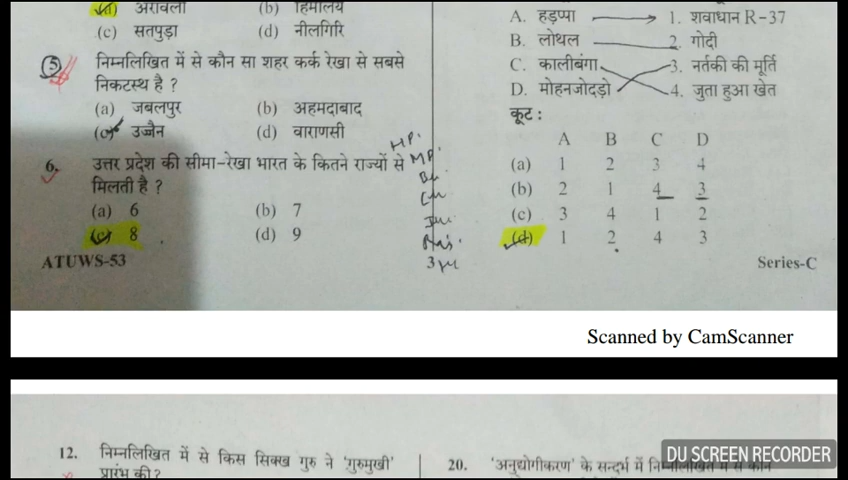 (a) अरावली (b) हिमालय
(c) सतपुड़ा (d) नीलगिरि
5. निम्नलिखित में से कौन सा शहर कर्क रेखा से सबसे
निकटस्थ है ?
(a) जबलपुर (b) अहमदाबाद
(c) उज्जैन (d) वाराणसी
6. उत्तर प्रदेश की सीमा-रेखा भारत के कितने राज्यों से
मिलती है ?
(a) 6 (b) 7
(c) 8 (d) 9
ATUWS-53
HP.
MP.
A. हड़प्पा 1. शवाधान R-37
B. लोथल 2. गोदी
C. कालीबंगा 3. नर्तकी की मूर्ति
D. मोहनजोदड़ो 4. जुता हुआ खेत
कूट :
A B C D
(a) 1 2 3 4
(b) 2 1 4 3
(c) 3 4 1 2
(d) 1 2 4 3
Series-C
Scanned by CamScanner
12. निम्नलिखित में से किस सिक्ख गुरु ने 'गुरुमुखी'
प्रारंभ की?
20. 'अनुद्योगीकरण' के सन्दर्भ में निम्नलिखित में से कौन
DU SCREEN RECORDER